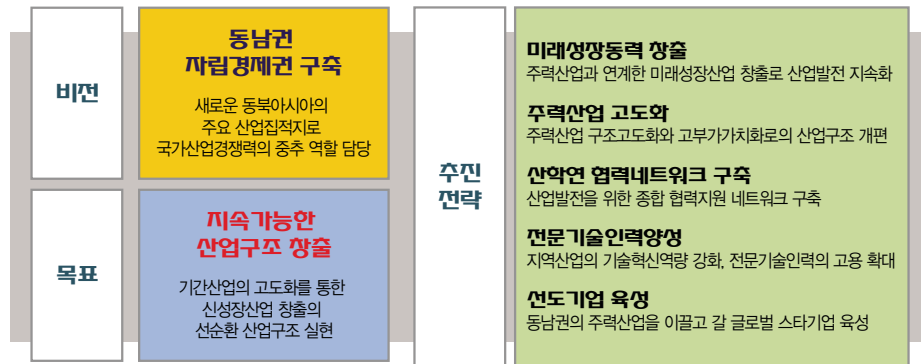 비전
동남권
자립경제권 구축
새로운 동북아시아의
주요 산업집적지로
국가산업경쟁력의 중추 역할 담당
목표
지속가능한
산업구조 창출
기간산업의 고도화를 통한
신성장산업 창출의
선순환 산업구조 실현
추진
전략
미래성장동력 창출
주력산업과 연계한 미래성장산업 창출로 산업발전 지속화
주력산업 고도화
주력산업 구조고도화와 고부가가치화로의 산업구조 개편
산학연 협력네트워크 구축
산업발전을 위한 종합 협력지원 네트워크 구축
전문기술인력양성
지역산업의 기술혁신역량 강화, 전문기술인력의 고용 확대
선도기업 육성
동남권의 주력산업을 이끌고 갈 글로벌 스타기업 육성